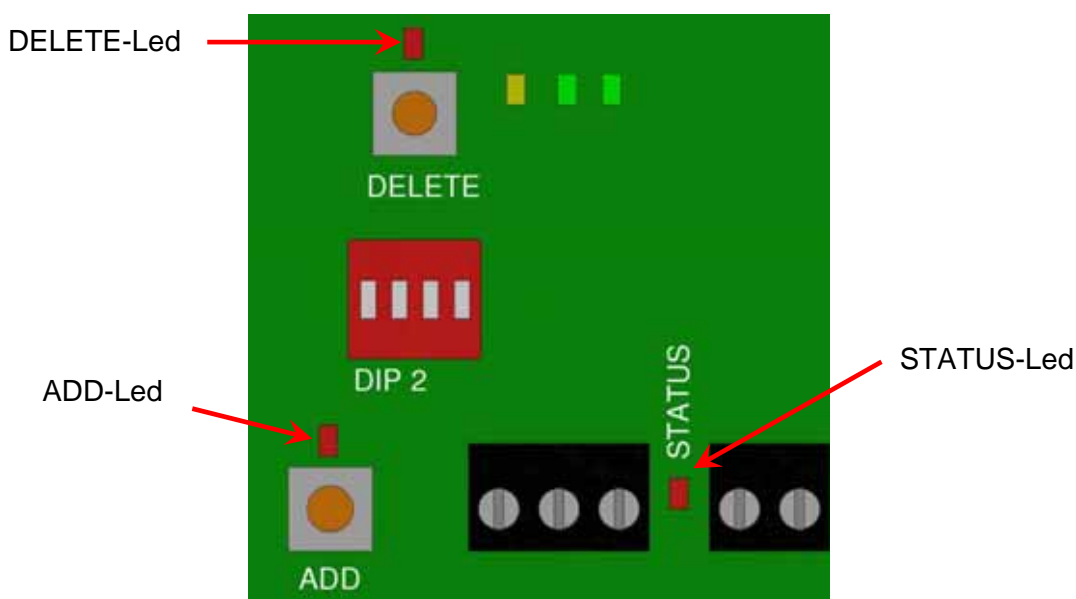 DELETE-Led
DELETE
DIP 2
STATUS
STATUS-Led
ADD-Led
ADD